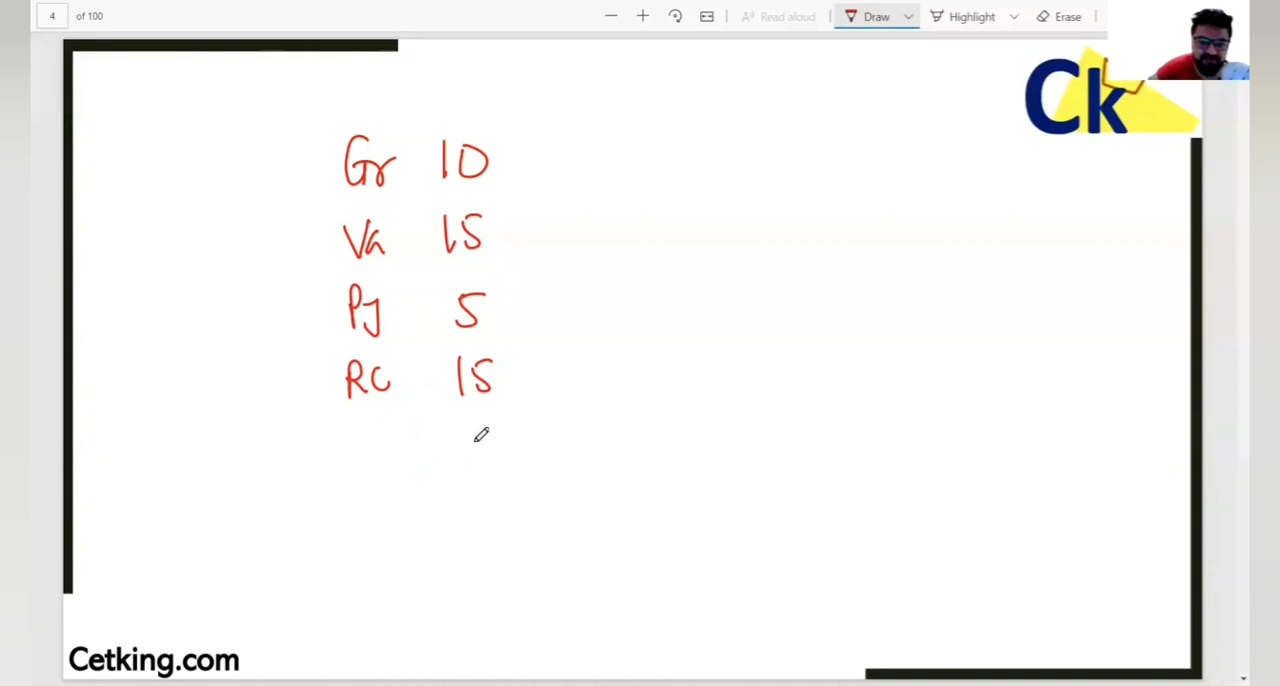 4 of 100 Read aloud Draw Highlight Erase
Ck
Gr 10
Va 15
PJ 5
RC 15
Cetking.com